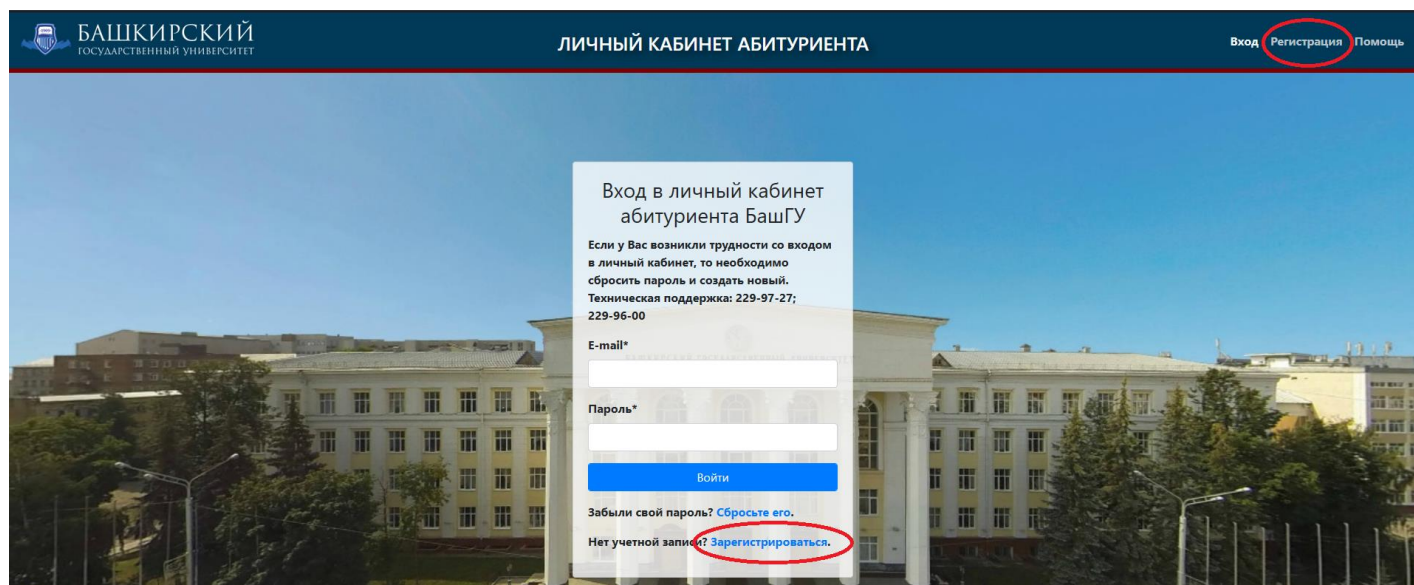 БАШКИРСКИЙ
ГОСУДАРСТВЕННЫЙ УНИВЕРСИТЕТ
ЛИЧНЫЙ КАБИНЕТ АБИТУРИЕНТА
Вход Регистрация Помощь
Вход в личный кабинет
абитуриента БашГУ
Если у Вас возникли трудности со входом
в личный кабинет, то необходимо
сбросить пароль и создать новый.
Техническая поддержка: 229-97-27;
229-96-00
E-mail*
Пароль*
Войти
Забыли свой пароль? Сбросьте его.
Нет учетной записи? Зарегистрироваться.